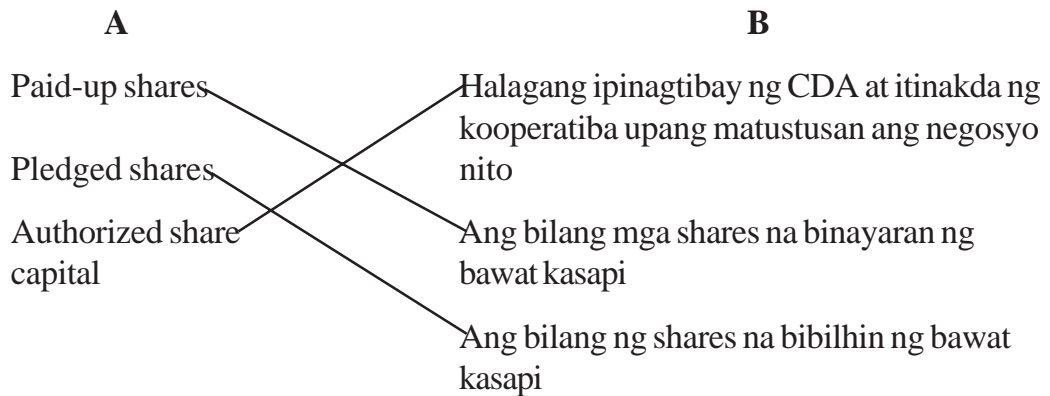 A
B
Paid-up shares
Halagang ipinagtibay ng CDA at itinakda ng
kooperatiba upang matustusan ang negosyo
nito
Pledged shares
Authorized share
capital
Ang bilang mga shares na binayaran ng
bawat kasapi
Ang bilang ng shares na bibilhin ng bawat
kasapi